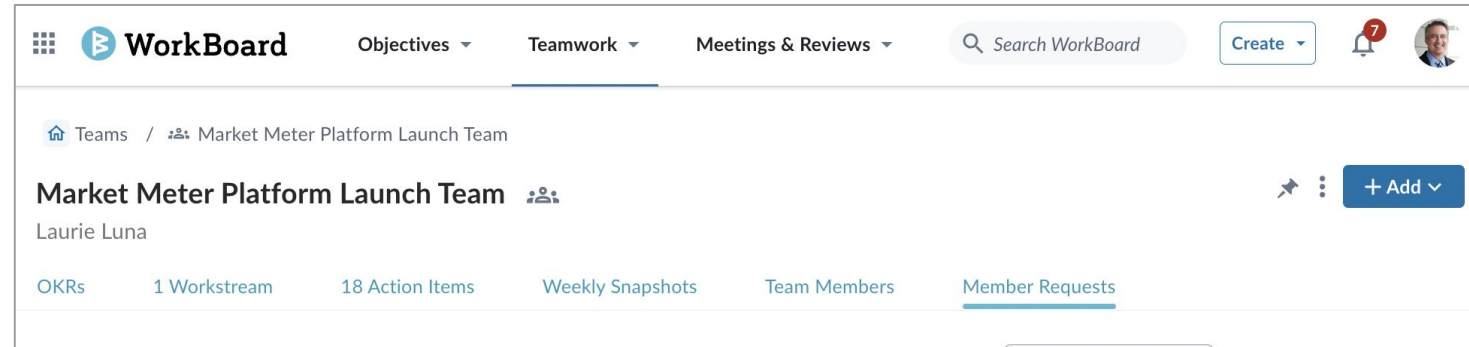 WorkBoard Objectives Teamwork Meetings & Reviews Search WorkBoard Create 7
Teams / Market Meter Platform Launch Team
Market Meter Platform Launch Team + Add
Laurie Luna
OKRs 1 Workstream 18 Action Items Weekly Snapshots Team Members Member Requests